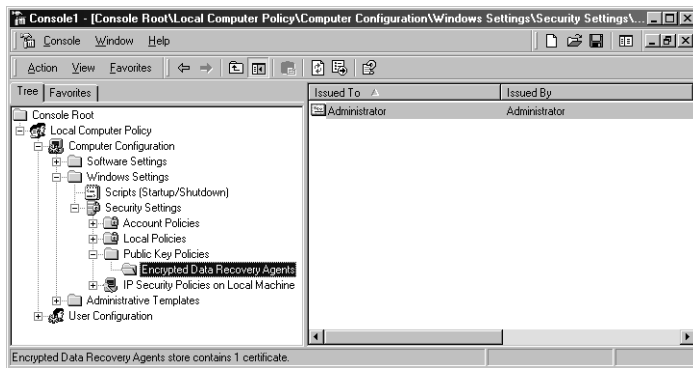 Console1 - [Console Root\Local Computer Policy\Computer Configuration\Windows Settings\Security Settings\...
Console Window Help
Action View Favorites
Tree Favorites
Issued To Issued By
Console Root
Administrator Administrator
Local Computer Policy
Computer Configuration
Software Settings
Windows Settings
Scripts (Startup/Shutdown)
Security Settings
Account Policies
Local Policies
Public Key Policies
Encrypted Data Recovery Agents
IP Security Policies on Local Machine
Administrative Templates
User Configuration
Encrypted Data Recovery Agents store contains 1 certificate.